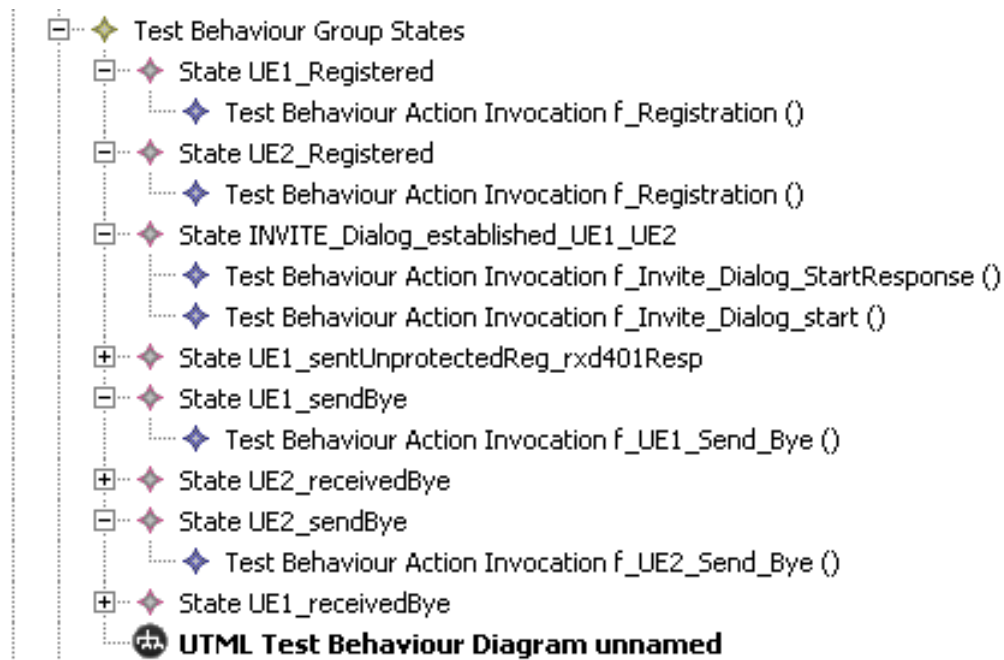 Test Behaviour Group States
State UE1_Registered
Test Behaviour Action Invocation f_Registration ()
State UE2_Registered
Test Behaviour Action Invocation f_Registration ()
State INVITE_Dialog_established_UE1_UE2
Test Behaviour Action Invocation f_Invite_Dialog_StartResponse ()
Test Behaviour Action Invocation f_Invite_Dialog_start ()
State UE1_sentUnprotectedReg_rxd401Resp
State UE1_sendBye
Test Behaviour Action Invocation f_UE1_Send_Bye ()
State UE2_receivedBye
State UE2_sendBye
Test Behaviour Action Invocation f_UE2_Send_Bye ()
State UE1_receivedBye
UTML Test Behaviour Diagram unnamed